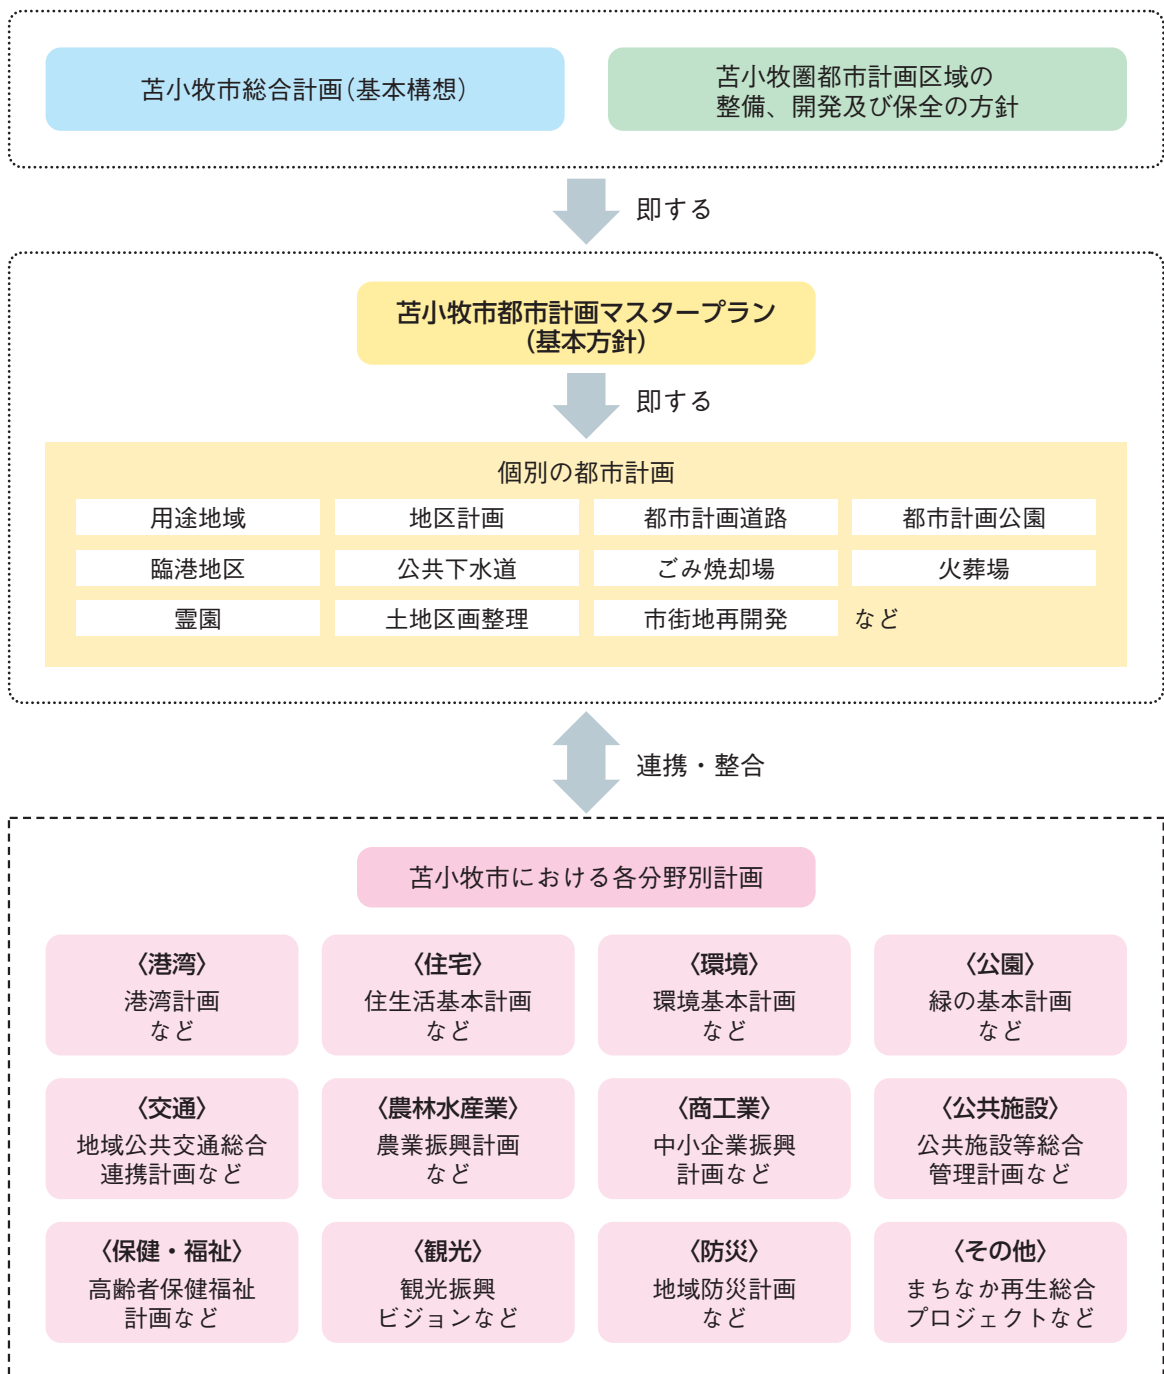 苫小牧市総合計画（基本構想）
苫小牧圏都市計画区域の
整備、開発及び保全の方針
即する
苫小牧市都市計画マスタープラン
（基本方針）
即する
個別の都市計画
用途地域
地区計画
都市計画道路
都市計画公園
臨港地区
公共下水道
ごみ焼却場
火葬場
霊園
土地区画整理
市街地再開発
など
連携・整合
苫小牧市における各分野別計画
〈港湾〉
港湾計画
など
〈住宅〉
住生活基本計画
など
〈環境〉
環境基本計画
など
〈公園〉
緑の基本計画
など
〈交通〉
地域公共交通総合
連携計画など
〈農林水産業〉
農業振興計画
など
〈商工業〉
中小企業振興
計画など
〈公共施設〉
公共施設等総合
管理計画など
〈保健・福祉〉
高齢者保健福祉
計画など
〈観光〉
観光振興
ビジョンなど
〈防災〉
地域防災計画
など
〈その他〉
まちなか再生総合
プロジェクトなど